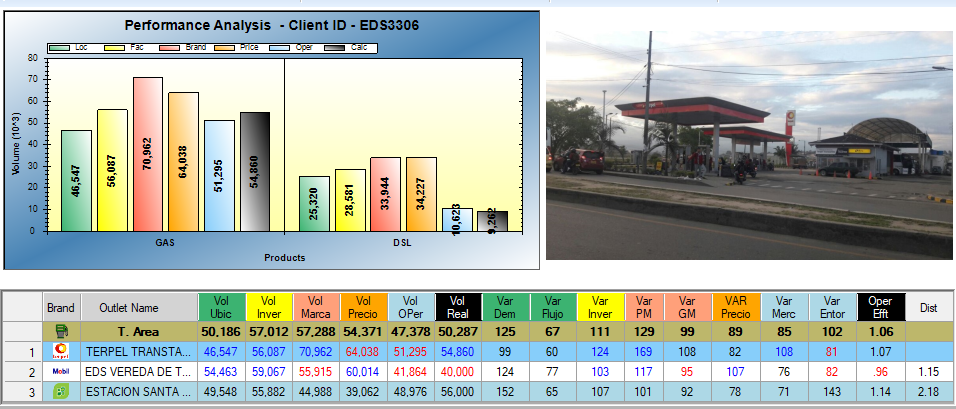 Performance Analysis - Client ID - EDS3306
Loc Fac Brand Price Oper Calc
Volume (10^3)
80
70
60
50
40
30
20
10
0
46,547 56,087 70,962 64,038 51,295 54,860 25,320 28,581 33,944 34,227 10,623 9,262
GAS DSL
Products
Brand Outlet Name Vol Ubic Vol Inver Vol Marca Vol Precio Vol OPer Vol Real Var Dem Var Flujo Var Inver Var PM Var GM VAR Precio Var Merc Var Entor Oper Efft Dist
T. Area 50,186 57,012 57,288 54,371 47,378 50,287 125 67 111 129 99 89 85 102 1.06
1 TERPEL TRANSTA... 46,547 56,087 70,962 64,038 51,295 54,860 99 60 124 169 108 82 108 81 1.07
2 Mobil EDS VEREDA DE T... 54,463 59,067 55,915 60,014 41,864 40,000 124 77 103 117 95 107 76 82 .96 1.15
3 ESTACION SANTA ... 49,548 55,882 44,988 39,062 48,976 56,000 152 65 107 101 92 78 71 143 1.14 2.18